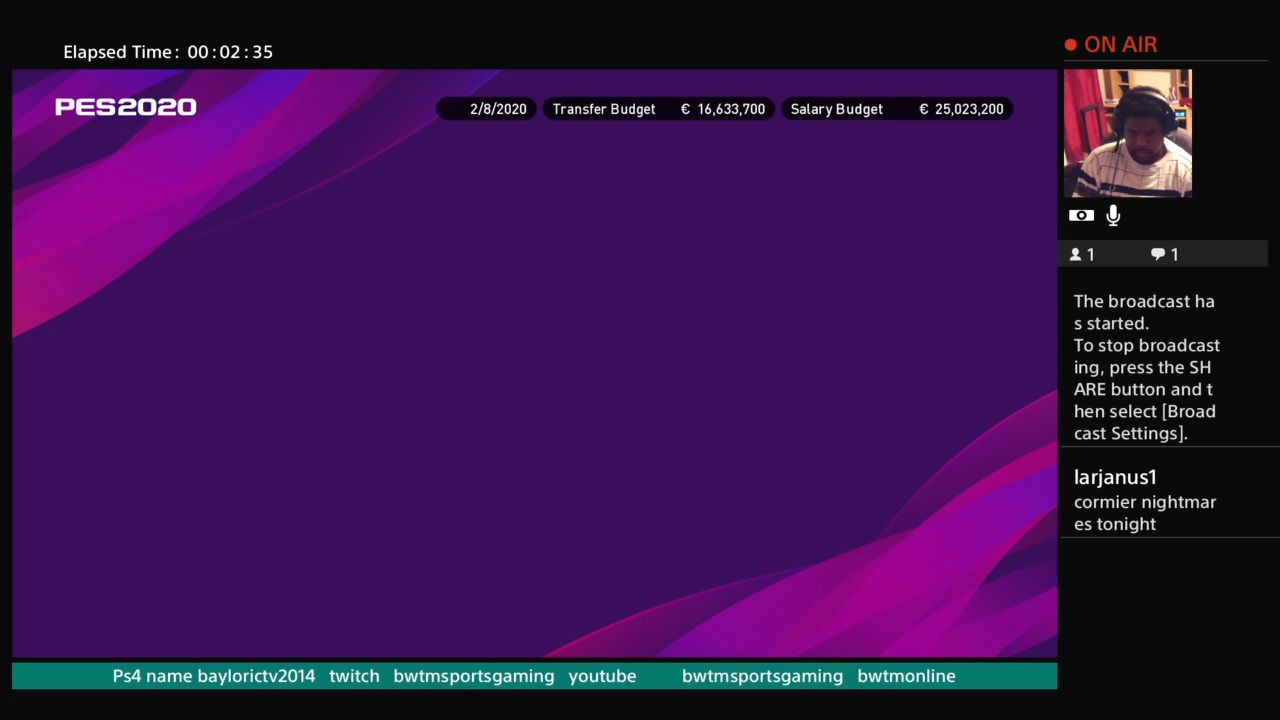 Elapsed Time: 00:02:35
ON AIR
PES2020
2/8/2020 Transfer Budget € 16,633,700 Salary Budget € 25,023,200
1 1
The broadcast ha
s started.
To stop broadcast
ing, press the SH
ARE button and t
hen select [Broad
cast Settings].
larjanus1
cormier nightmar
es tonight
Ps4 name baylorictv2014 twitch bwtmsportsgaming youtube bwtmsportsgaming bwtmonline